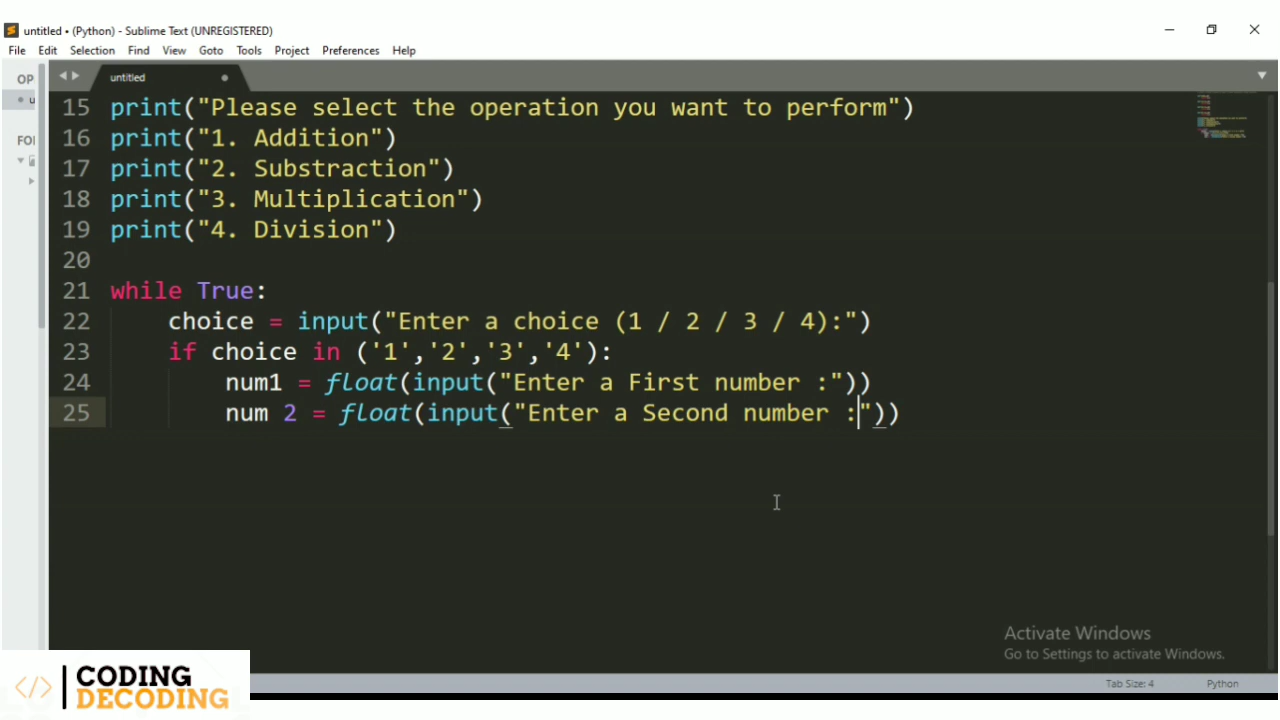 untitled • (Python) - Sublime Text (UNREGISTERED)
File Edit Selection Find View Goto Tools Project Preferences Help
OP
untitled
u
FOI
15 print("Please select the operation you want to perform")
16 print("1. Addition")
17 print("2. Substraction")
18 print("3. Multiplication")
19 print("4. Division")
20
21 while True:
22 choice = input("Enter a choice (1 / 2 / 3 / 4):")
23 if choice in ('1','2','3','4'):
24 num1 = float(input("Enter a First number :"))
25 num 2 = float(input("Enter a Second number :"))
Activate Windows
Go to Settings to activate Windows.
</> CODING
DECODING
Tab Size: 4 Python